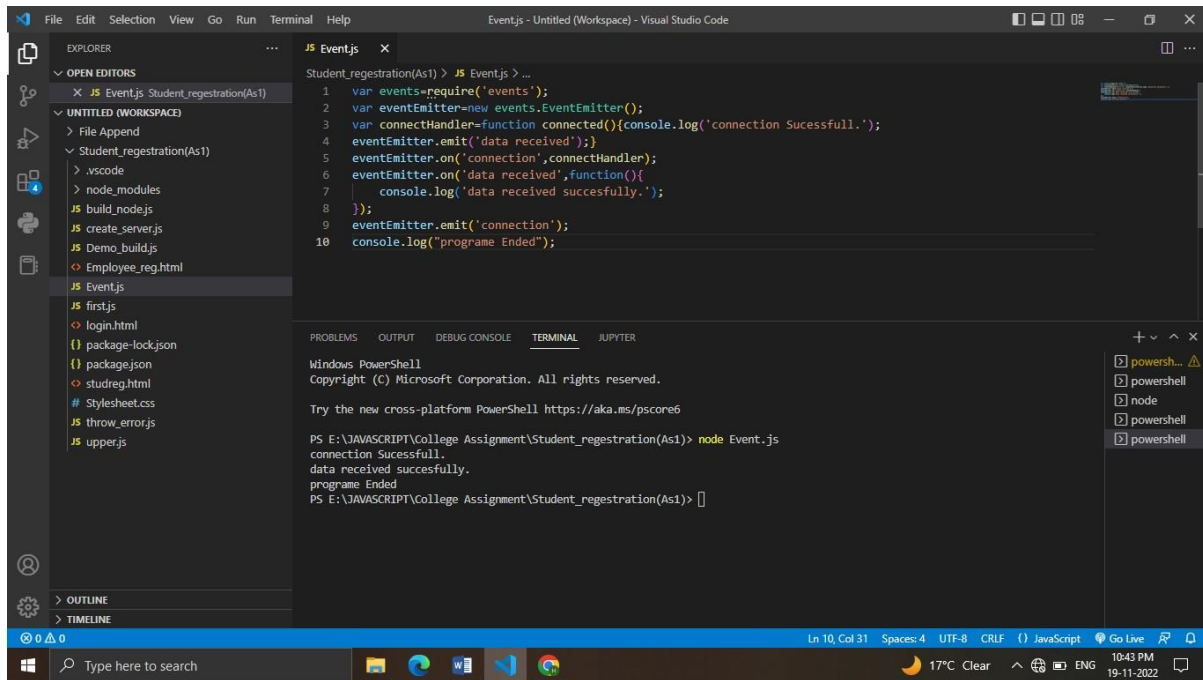 File Edit Selection View Go Run Terminal Help
Event.js - Untitled (Workspace) - Visual Studio Code
EXPLORER
OPEN EDITORS
JS Event.js Student_regestration(As1)
UNTITLED (WORKSPACE)
File Append
Student_regestration(As1)
.vscode
node_modules
JS build_node.js
JS create_server.js
JS Demo_build.js
<> Employee_reg.html
JS Event.js
JS first.js
<> login.html
{} package-lock.json
{} package.json
<> studreg.html
# Stylesheet.css
JS throw_error.js
JS upper.js
OUTLINE
TIMELINE
4
JS Event.js
Student_regestration(As1) > JS Event.js > ...
1 var events=require('events');
2 var eventEmitter=new events.EventEmitter();
3 var connectHandler=function connected(){console.log('connection Sucessfull.');
4 eventEmitter.emit('data received');}
5 eventEmitter.on('connection',connectHandler);
6 eventEmitter.on('data received',function(){
7 console.log('data received succesfully.');
8 });
9 eventEmitter.emit('connection');
10 console.log("programe Ended");
PROBLEMS OUTPUT DEBUG CONSOLE TERMINAL JUPYTER
Windows PowerShell
Copyright (C) Microsoft Corporation. All rights reserved.
Try the new cross-platform PowerShell https://aka.ms/pscore6
PS E:\JAVASCRIPT\College Assignment\Student_regestration(As1)> node Event.js
connection Sucessfull.
data received succesfully.
programe Ended
PS E:\JAVASCRIPT\College Assignment\Student_regestration(As1)>
powersh...
powershell
node
powershell
powershell
0 0
Ln 10, Col 31 Spaces: 4 UTF-8 CRLF {} JavaScript Go Live
Type here to search
17°C Clear
ENG
10:43 PM
19-11-2022